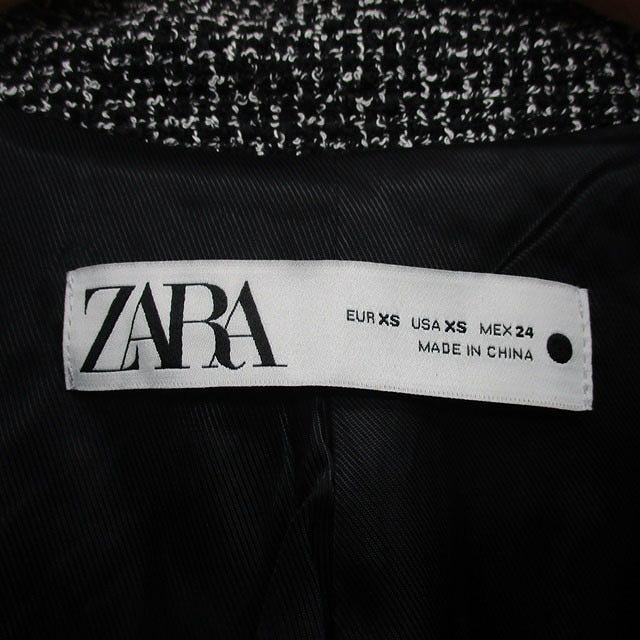 ZARA
EUR XS USA XS MEX 24
MADE IN CHINA